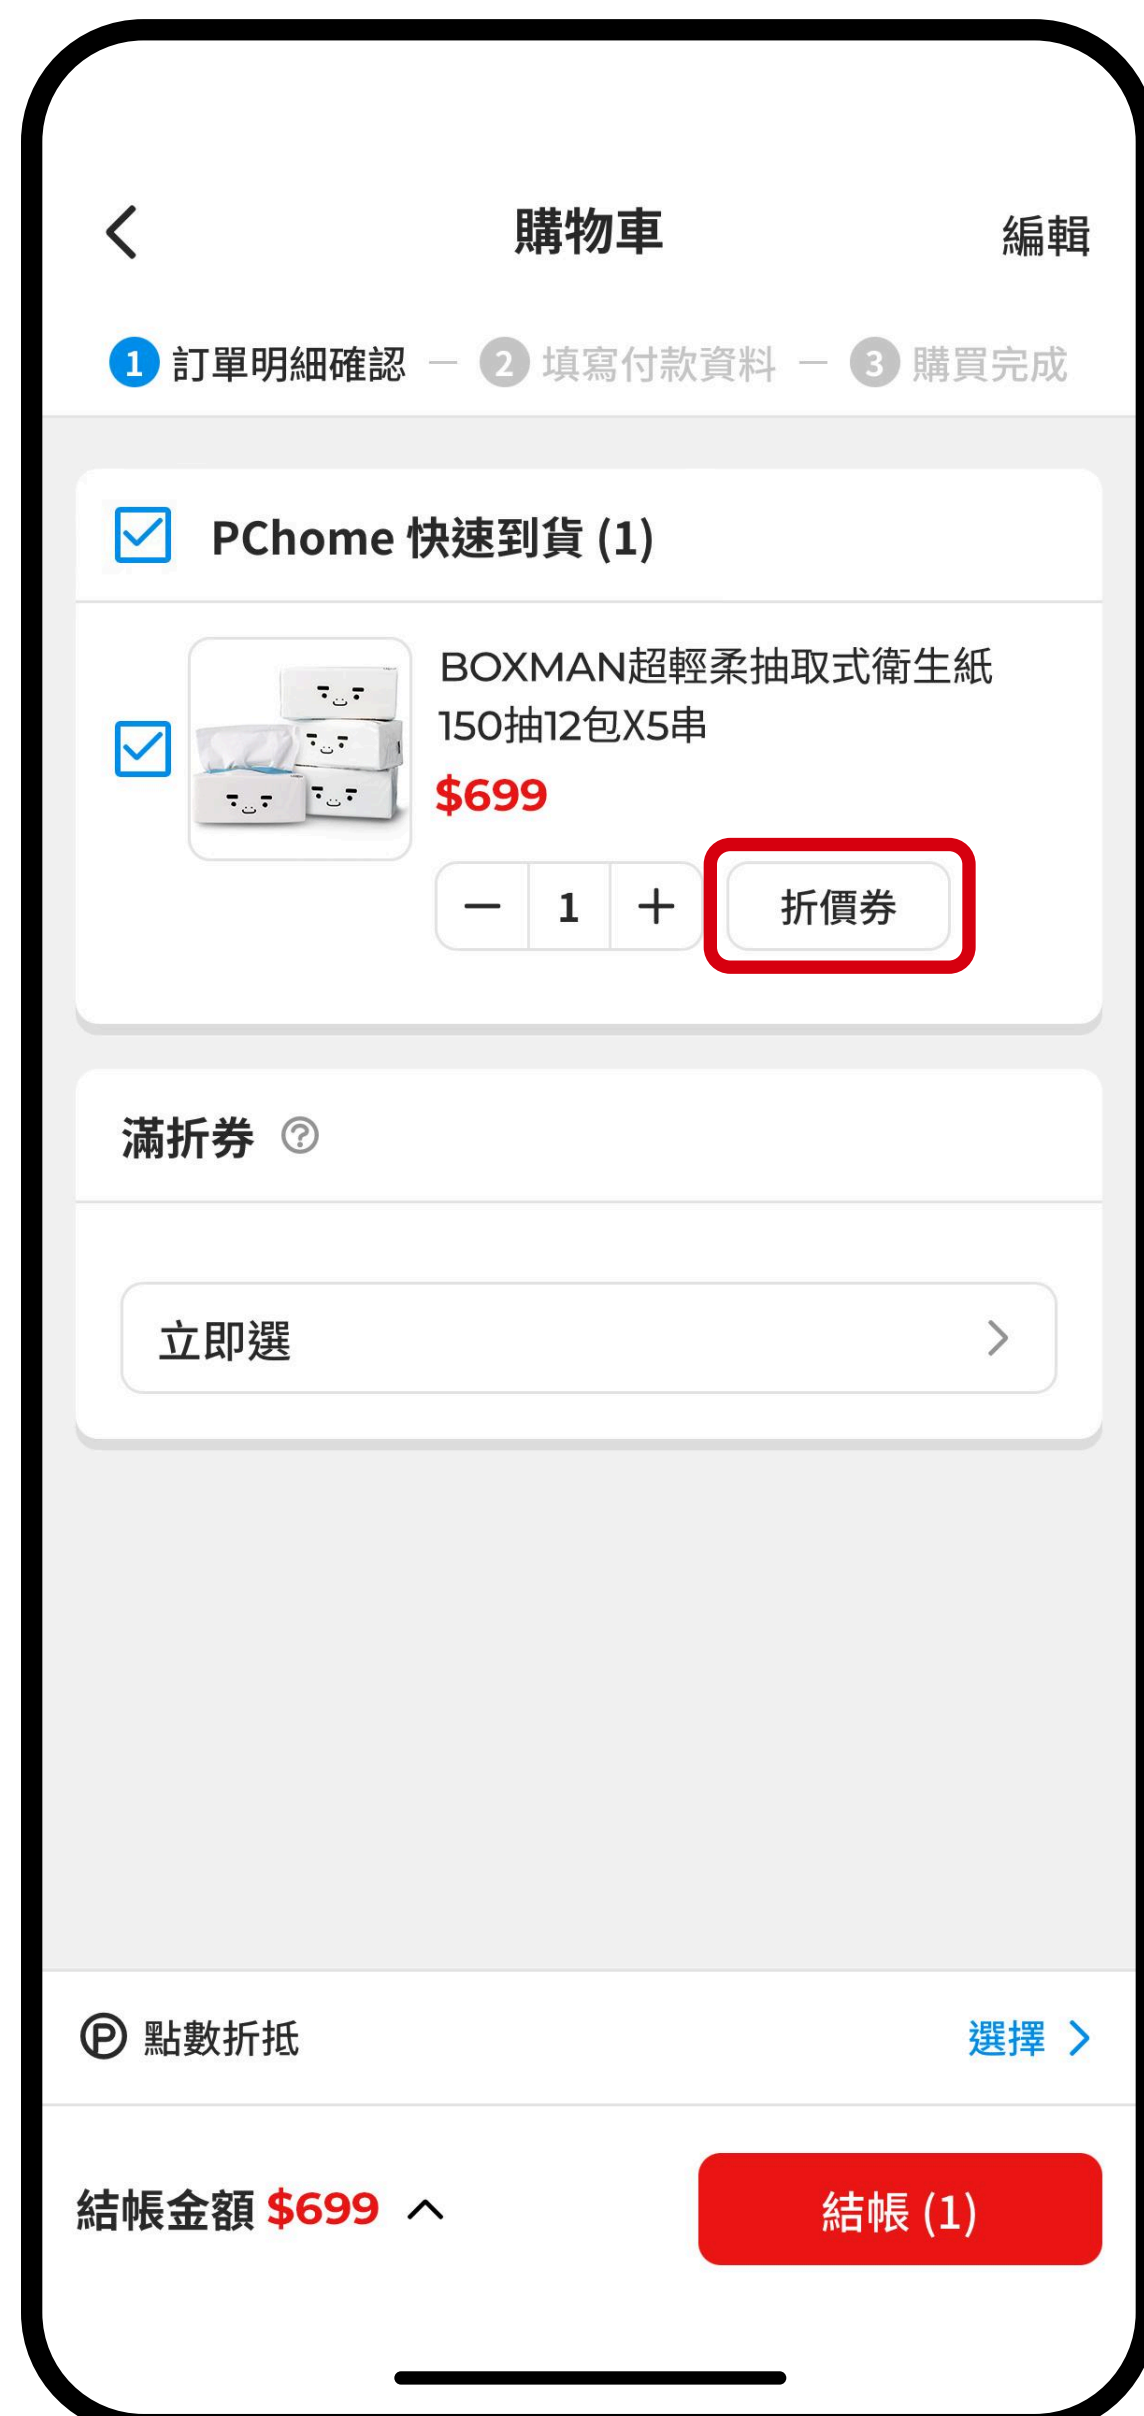 購物車
編輯
1 訂單明細確認 – 2 填寫付款資料 – 3 購買完成
PChome 快速到貨 (1)
BOXMAN超輕柔抽取式衛生紙
150抽12包X5串
$699
1
折價券
滿折券 ?
立即選
P 點數折抵
選擇
結帳金額 $699
結帳 (1)